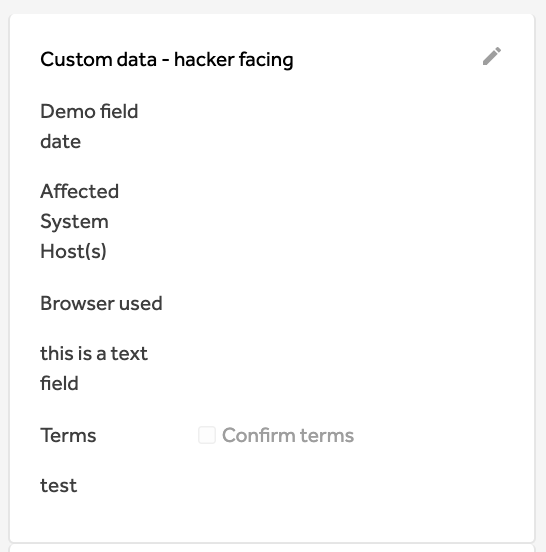 Custom data - hacker facing
Demo field
date
Affected
System
Host(s)
Browser used
this is a text
field
Terms Confirm terms
test